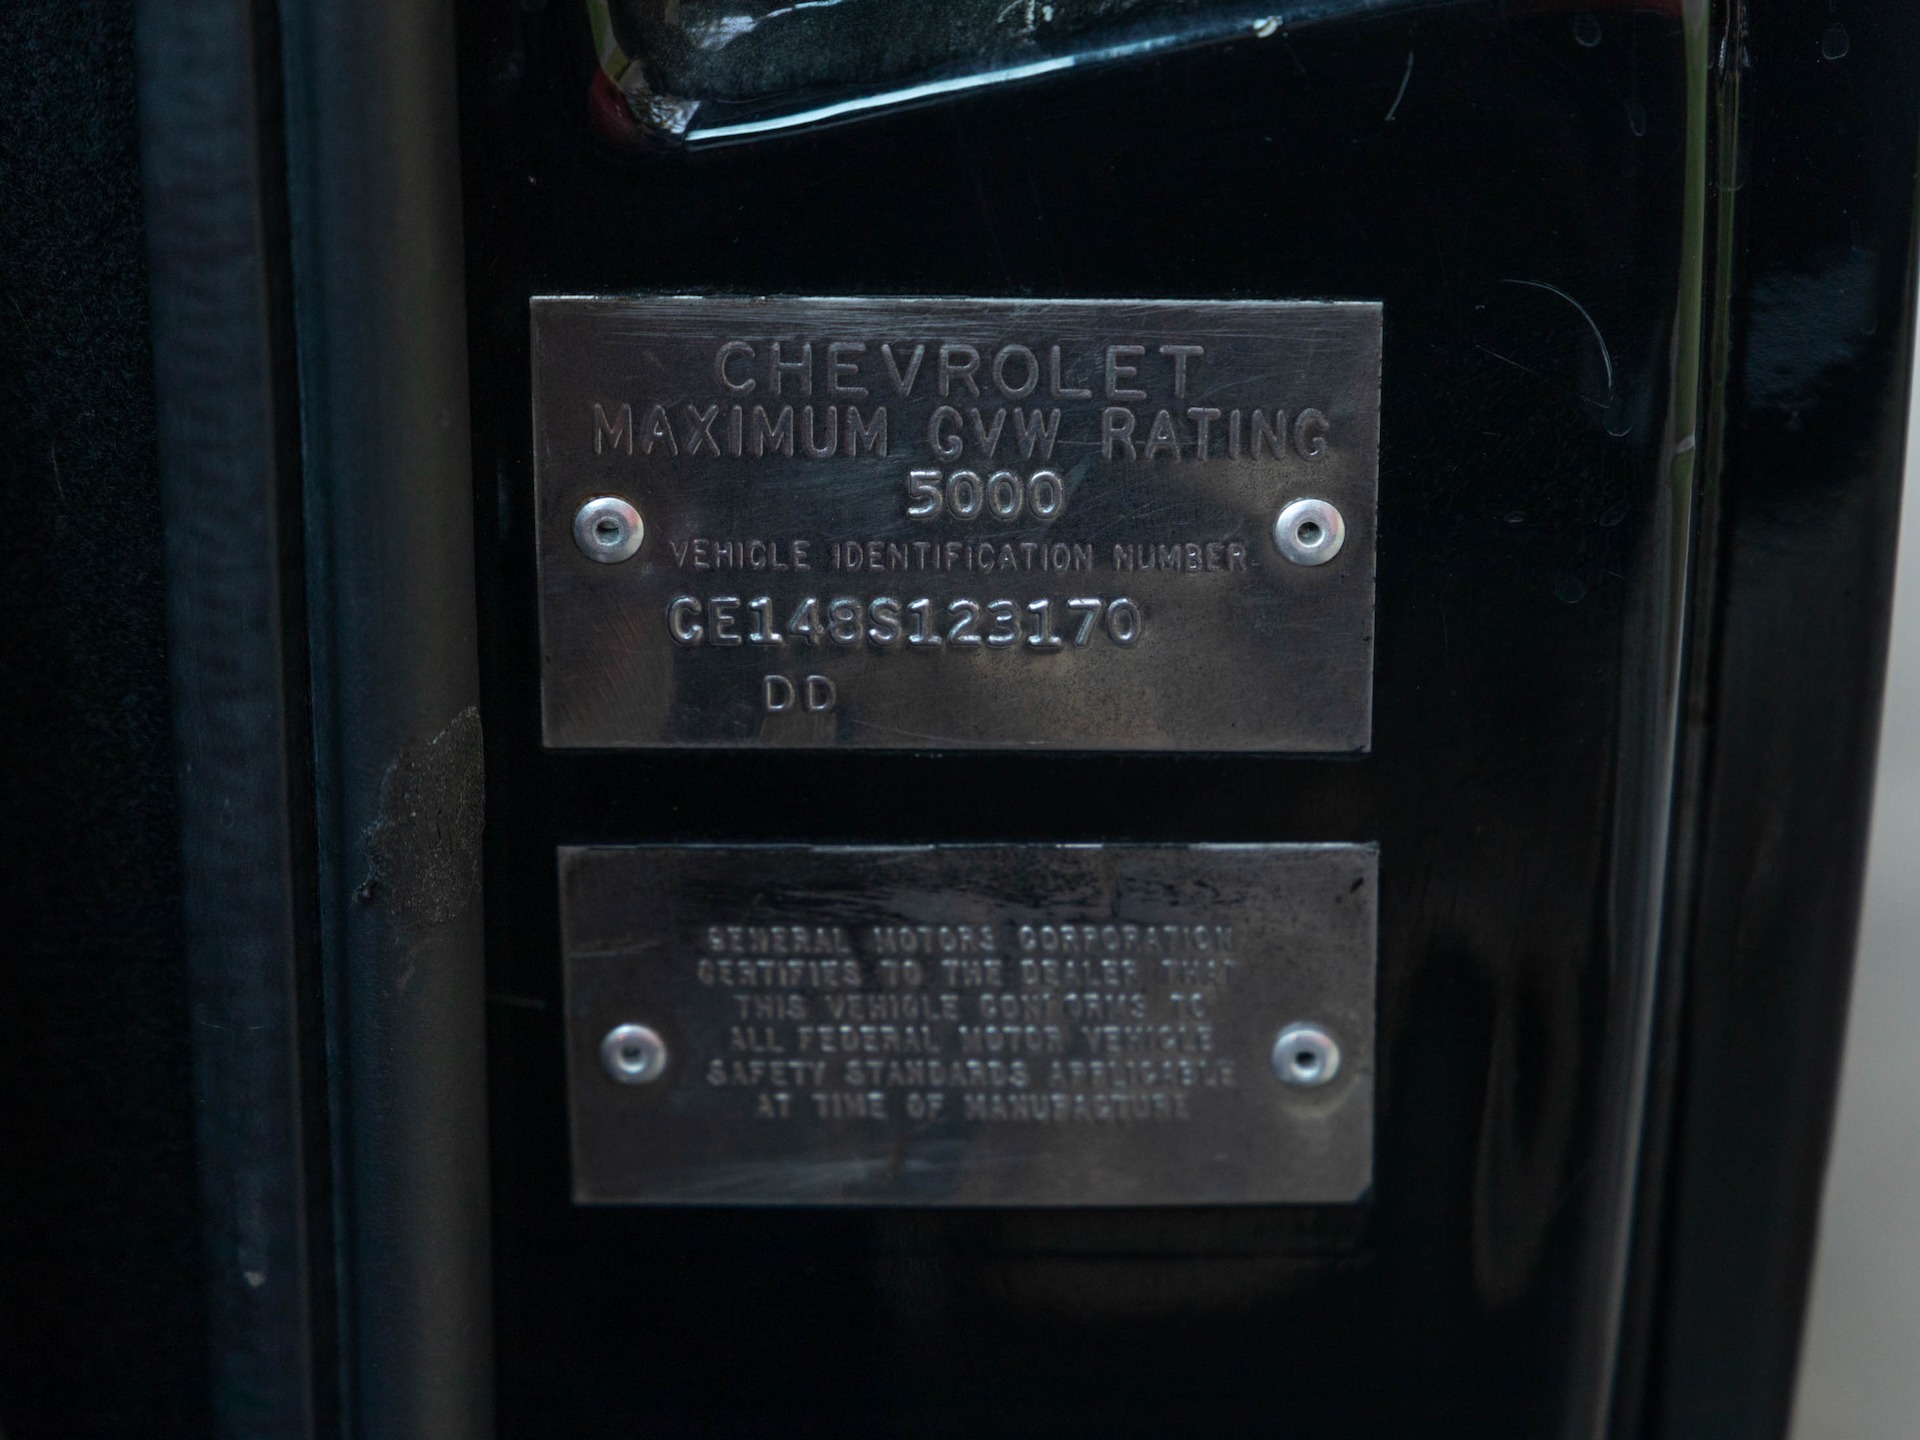 CHEVROLET
MAXIMUM GVW RATING
5000
VEHICLE IDENTIFICATION NUMBER
CE148S123170
DD
GENERAL MOTORS CORPORATION
CERTIFIES TO THE DEALER THAT
THIS VEHICLE CONFORMS TO
ALL FEDERAL MOTOR VEHICLE
SAFETY STANDARDS APPLICABLE
AT TIME OF MANUFACTURE